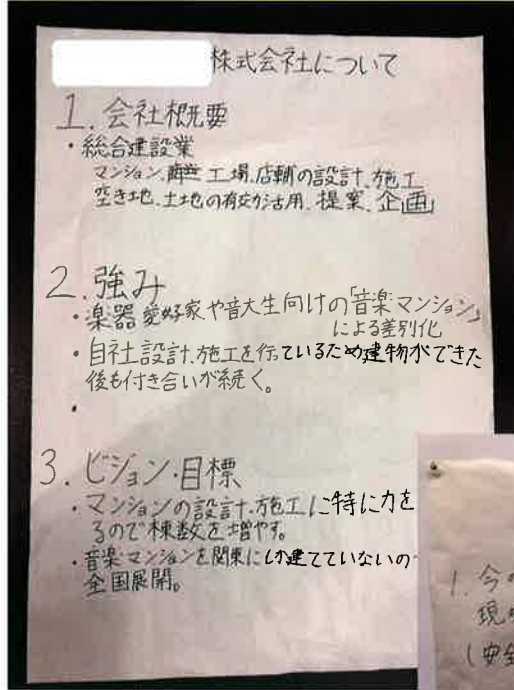 株式会社について
1. 会社概要
・総合建設業
マンション、工場、店舗の設計、施工
空き地、土地の有効活用、提案、企画
2. 強み
・楽器愛好家や音大生向けの「音楽マンション」
による差別化
・自社設計、施工を行っているため建物ができた
後も付き合いが続く。
・
3. ビジョン・目標
・マンションの設計、施工に特に力を
るので棟数を増やす。
・音楽マンションを関東にしか建てていないの
全国展開。
1. 今の
現
(安全